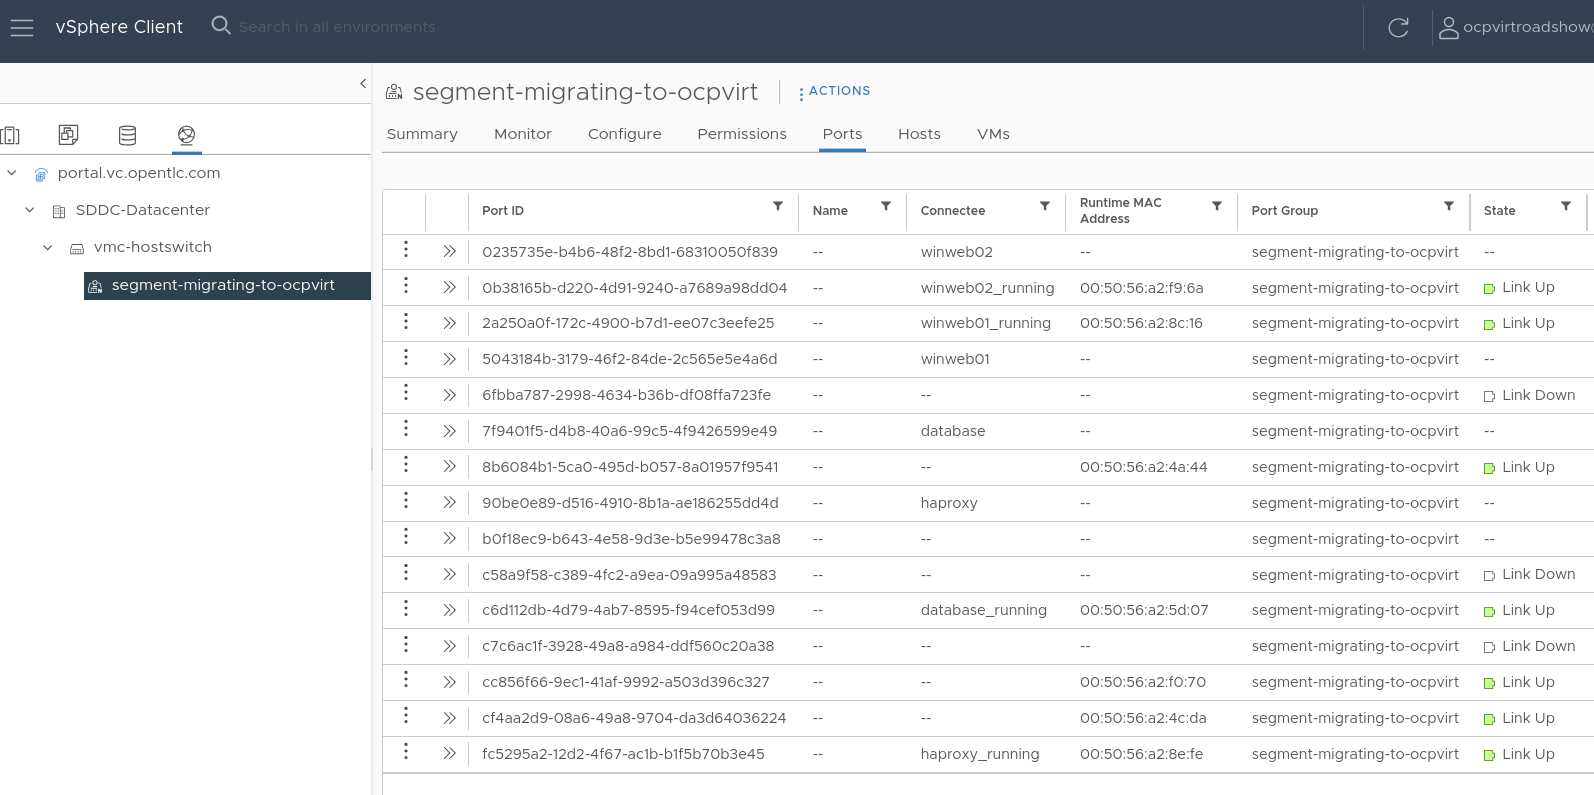 vSphere Client
Search in all environments
ocpvirtroadshow
segment-migrating-to-ocpvirt
ACTIONS
Summary Monitor Configure Permissions Ports Hosts VMs
portal.vc.opentlc.com
SDDC-Datacenter
vmc-hostswitch
segment-migrating-to-ocpvirt
Port ID Name Connectee Runtime MAC Address Port Group State
0235735e-b4b6-48f2-8bd1-68310050f839 -- winweb02 -- segment-migrating-to-ocpvirt --
0b38165b-d220-4d91-9240-a7689a98dd04 -- winweb02_running 00:50:56:a2:f9:6a segment-migrating-to-ocpvirt Link Up
2a250a0f-172c-4900-b7d1-ee07c3eefe25 -- winweb01_running 00:50:56:a2:8c:16 segment-migrating-to-ocpvirt Link Up
5043184b-3179-46f2-84de-2c565e5e4a6d -- winweb01 -- segment-migrating-to-ocpvirt --
6fbba787-2998-4634-b36b-df08ffa723fe -- -- -- segment-migrating-to-ocpvirt Link Down
7f9401f5-d4b8-40a6-99c5-4f9426599e49 -- database -- segment-migrating-to-ocpvirt --
8b6084b1-5ca0-495d-b057-8a01957f9541 -- -- 00:50:56:a2:4a:44 segment-migrating-to-ocpvirt Link Up
90be0e89-d516-4910-8b1a-ae186255dd4d -- haproxy -- segment-migrating-to-ocpvirt --
b0f18ec9-b643-4e58-9d3e-b5e99478c3a8 -- -- -- segment-migrating-to-ocpvirt --
c58a9f58-c389-4fc2-a9ea-09a995a48583 -- -- -- segment-migrating-to-ocpvirt Link Down
c6d112db-4d79-4ab7-8595-f94cef053d99 -- database_running 00:50:56:a2:5d:07 segment-migrating-to-ocpvirt Link Up
c7c6ac1f-3928-49a8-a984-ddf560c20a38 -- -- -- segment-migrating-to-ocpvirt Link Down
cc856f66-9ec1-41af-9992-a503d396c327 -- -- 00:50:56:a2:f0:70 segment-migrating-to-ocpvirt Link Up
cf4aa2d9-08a6-49a8-9704-da3d64036224 -- -- 00:50:56:a2:4c:da segment-migrating-to-ocpvirt Link Up
fc5295a2-12d2-4f67-ac1b-b1f5b70b3e45 -- haproxy_running 00:50:56:a2:8e:fe segment-migrating-to-ocpvirt Link Up